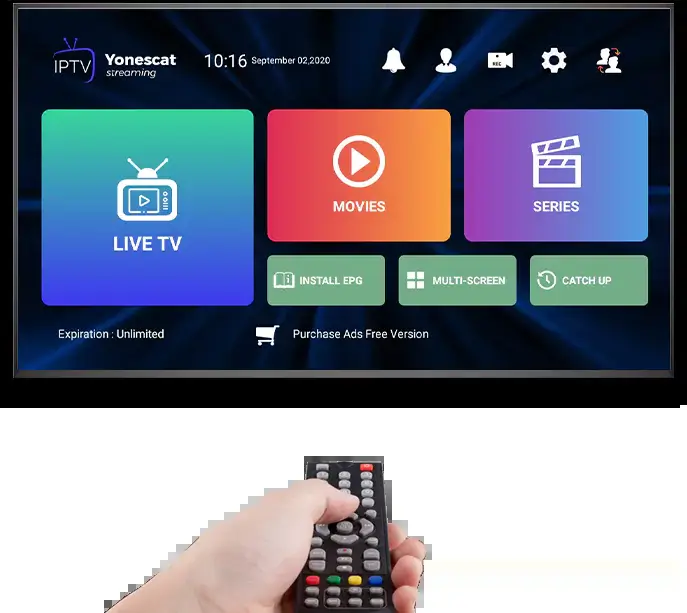 IPTV
Yonescat
streaming
10:16 September 02,2020
REC
LIVE TV
MOVIES
SERIES
INSTALL EPG
MULTI-SCREEN
CATCH UP
Expiration : Unlimited
Purchase Ads Free Version